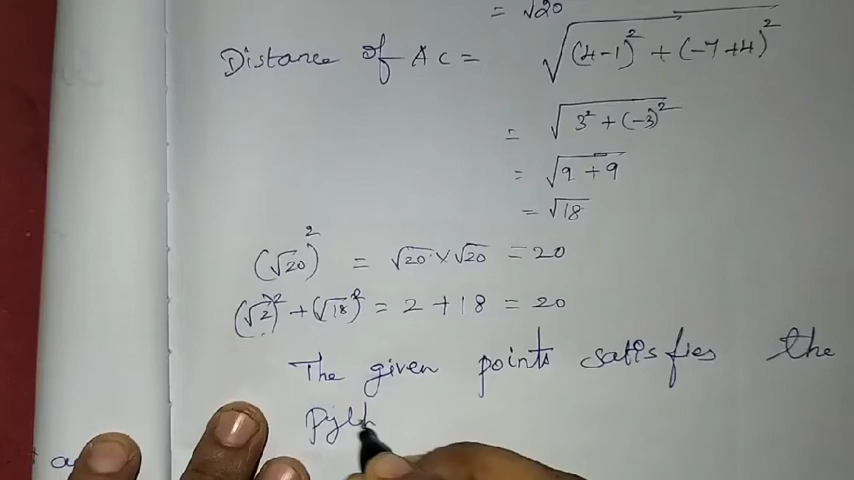 = √20
Distance of AC = √(4-1)² + (-7+4)²
= √3² + (-3)²
= √9 + 9
= √18
(√20)² = √20 × √20 = 20
(√2)² + (√18)² = 2 + 18 = 20
The given points satisfies the
Pyth